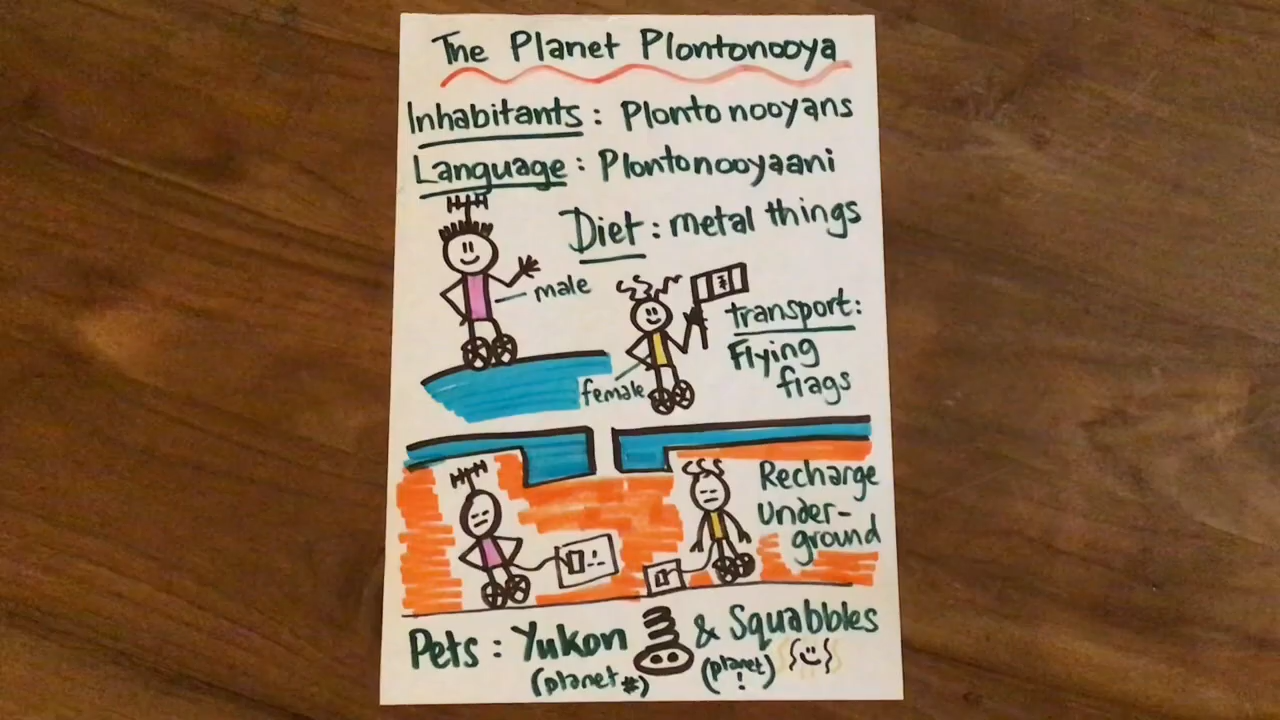 The Planet Plontonooya
Inhabitants : Plontonooyans
Language : Plontonooyaani
Diet : metal things
male
female
transport:
Flying
flags
Recharge
Under-
ground
Pets : Yukon & Squabbles
(planet #) (planet !)